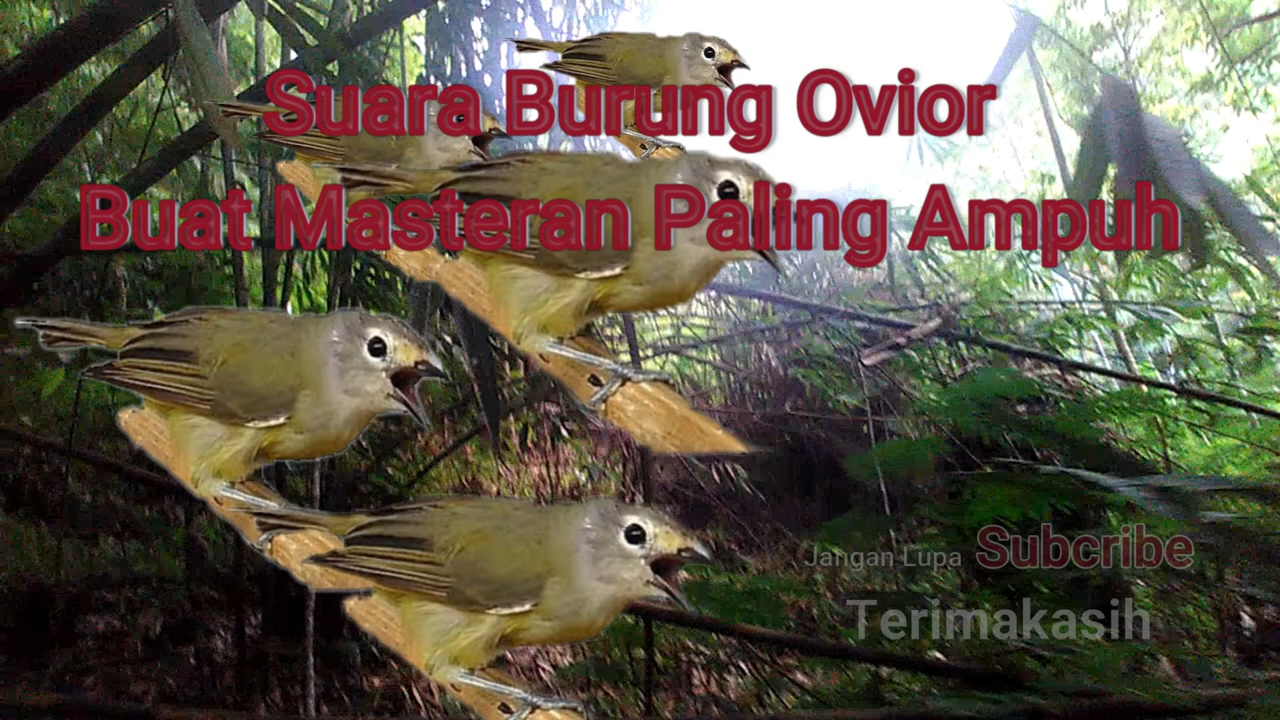 Suara Burung Ovior
Buat Masteran Paling Ampuh
Jangan Lupa Subcribe
Terimakasih